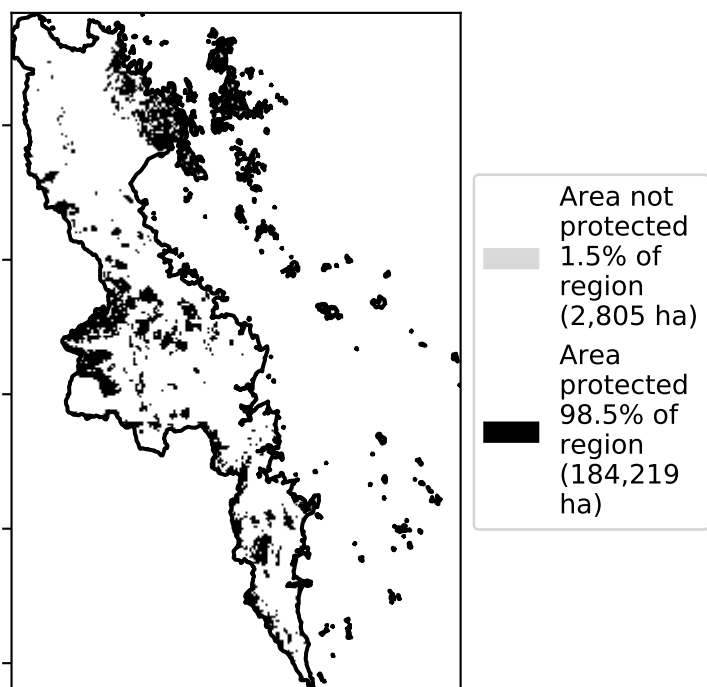 Area not
protected
1.5% of
region
(2,805 ha)
Area
protected
98.5% of
region
(184,219
ha)